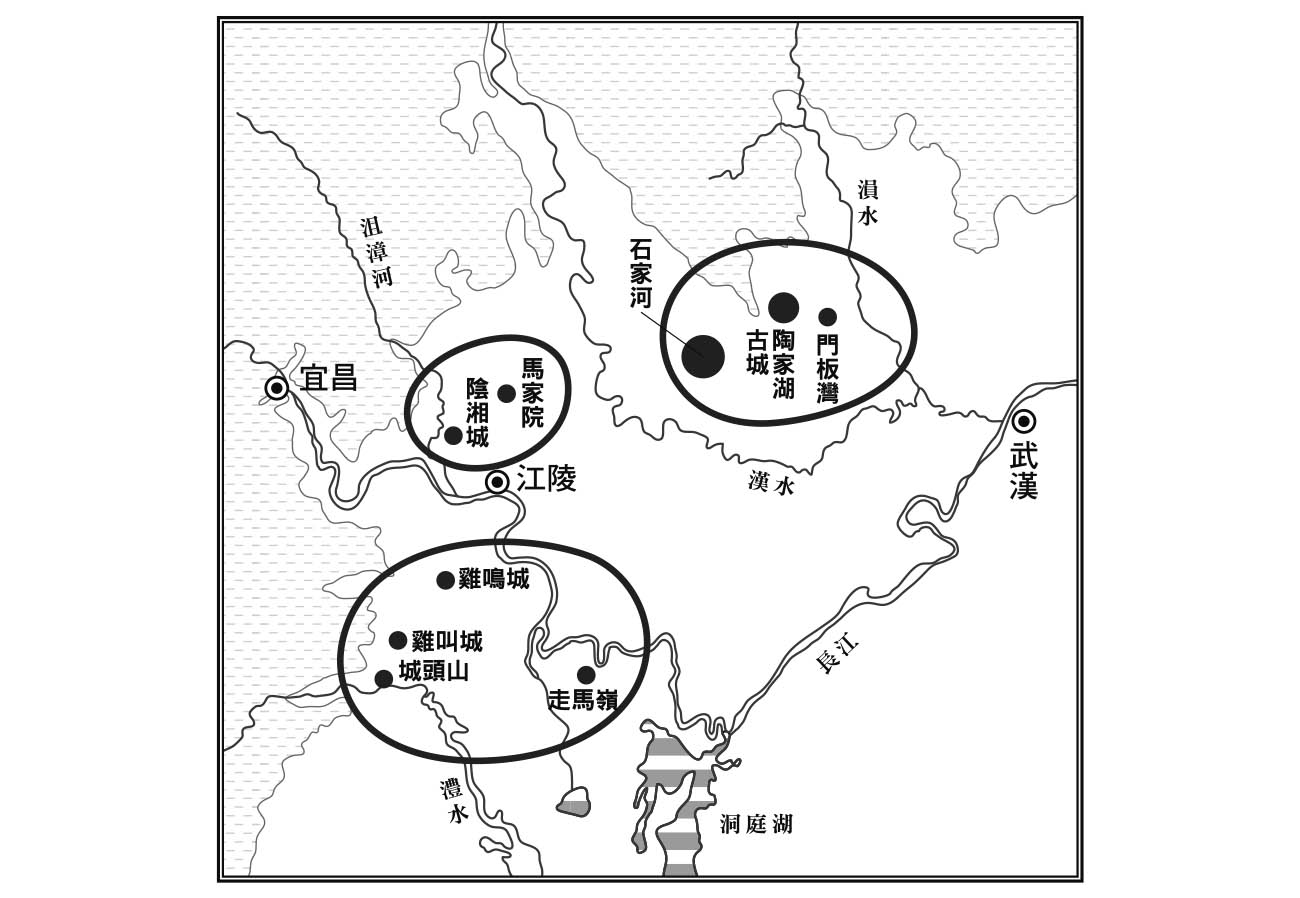 溳水
沮漳河
石家河
陶家湖
古城
門板灣
宜昌
馬家院
陰湘城
江陵
武漢
漢水
雞鳴城
雞叫城
城頭山
走馬嶺
長江
澧水
洞庭湖